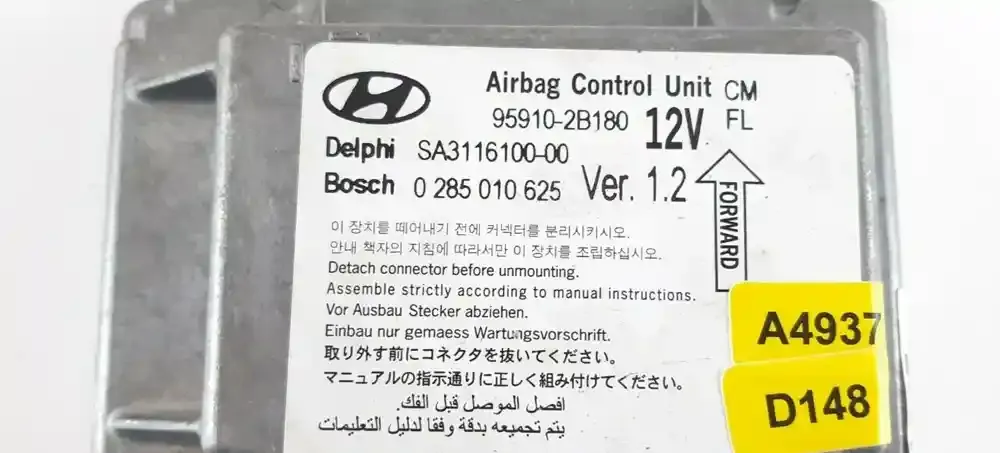 Airbag Control Unit CM
95910-2B180 12V FL
Delphi SA3116100-00
Bosch 0 285 010 625 Ver. 1.2
FORWARD
이 장치를 떼어내기 전에 커넥터를 분리시키시오.
안내 책자의 지침에 따라서만 이 장치를 조립하십시오.
Detach connector before unmounting.
Assemble strictly according to manual instructions.
Vor Ausbau Stecker abziehen.
Einbau nur gemaess Wartungsvorschrift.
取り外す前にコネクタを抜いてください。
マニュアルの指示通りに正しく組み付けてください。
افصل الموصل قبل الفك.
يتم تجميعه بدقة وفقا لدليل التعليمات
A4937
D148